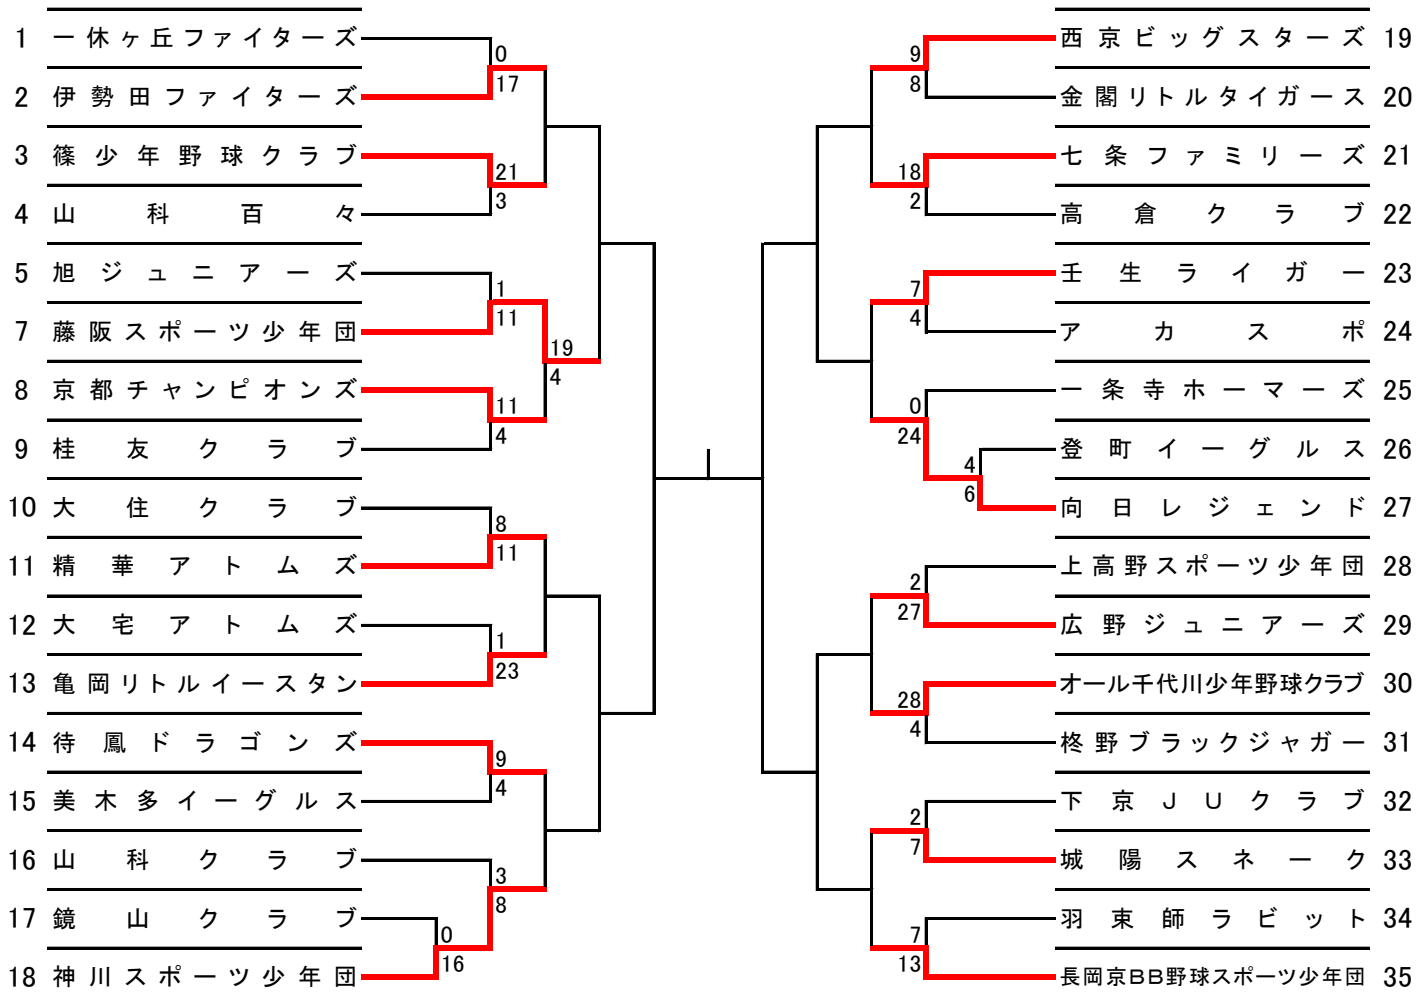 1 一休ヶ丘ファイターズ
0
17
2 伊勢田ファイターズ
3 篠少年野球クラブ
21
3
4 山科百々
5 旭ジュニアーズ
1
11
7 藤阪スポーツ少年団
19
4
8 京都チャンピオンズ
11
4
9 桂友クラブ
10 大住クラブ
8
11
11 精華アトムズ
12 大宅アトムズ
1
23
13 亀岡リトルイースタン
14 待鳳ドラゴンズ
9
4
15 美木多イーグルス
16 山科クラブ
3
8
17 鏡山クラブ
0
16
18 神川スポーツ少年団
西京ビッグスターズ 19
9
8
金閣リトルタイガース 20
七条ファミリーズ 21
18
2
高倉クラブ 22
壬生ライガー 23
7
4
アカスポ 24
一条寺ホーマーズ 25
0
24
登町イーグルス 26
4
6
向日レジェンド 27
上高野スポーツ少年団 28
2
27
広野ジュニアーズ 29
オール千代川少年野球クラブ 30
28
4
柊野ブラックジャガー 31
下京JUクラブ 32
2
7
城陽スネーク 33
羽束師ラビット 34
7
13
長岡京BB野球スポーツ少年団 35